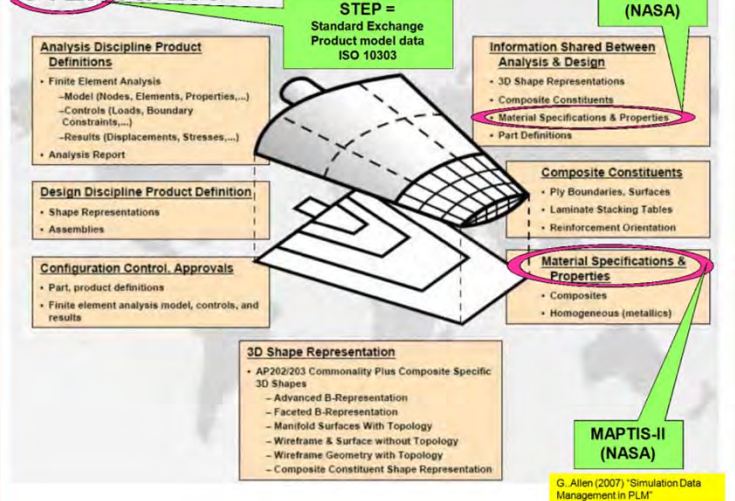 STEP =
Standard Exchange
Product model data
ISO 10303
(NASA)
Analysis Discipline Product
Definitions
• Finite Element Analysis
–Model (Nodes, Elements, Properties,...)
–Controls (Loads, Boundary
Constraints,...)
–Results (Displacements, Stresses,...)
• Analysis Report
Design Discipline Product Definition
• Shape Representations
• Assemblies
Configuration Control, Approvals
• Part, product definitions
• Finite element analysis model, controls, and
results
Information Shared Between
Analysis & Design
• 3D Shape Representations
• Composite Constituents
• Material Specifications & Properties
• Part Definitions
Composite Constituents
• Ply Boundaries, Surfaces
• Laminate Stacking Tables
• Reinforcement Orientation
Material Specifications &
Properties
• Composites
• Homogeneous (metallics)
3D Shape Representation
• AP202/203 Commonality Plus Composite Specific
3D Shapes
– Advanced B-Representation
– Faceted B-Representation
– Manifold Surfaces With Topology
– Wireframe & Surface without Topology
– Wireframe Geometry with Topology
– Composite Constituent Shape Representation
MAPTIS-II
(NASA)
G..Allen (2007) "Simulation Data
Management in PLM"